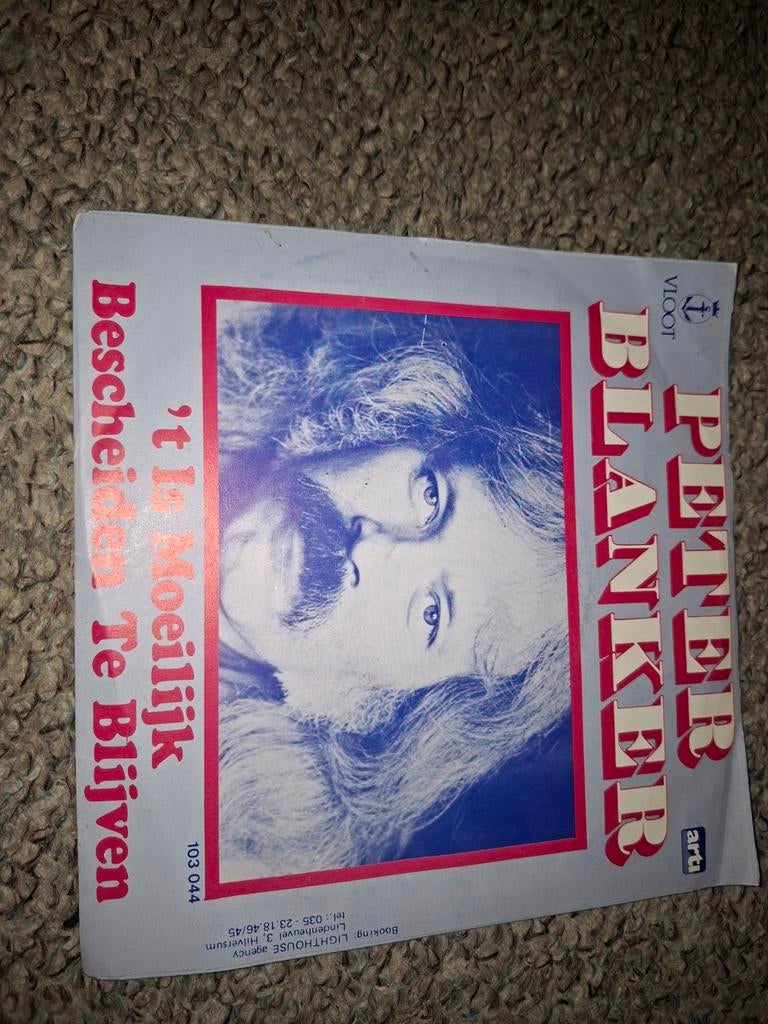 VLOOT
PETER
BLANKER
arti
't Is Moeilijk
Bescheiden Te Blijven
103 044
Booking: LIGHTHOUSE agency
Lindenheuvel 3, Hilversum
tel.: 035 - 23.18.46/45